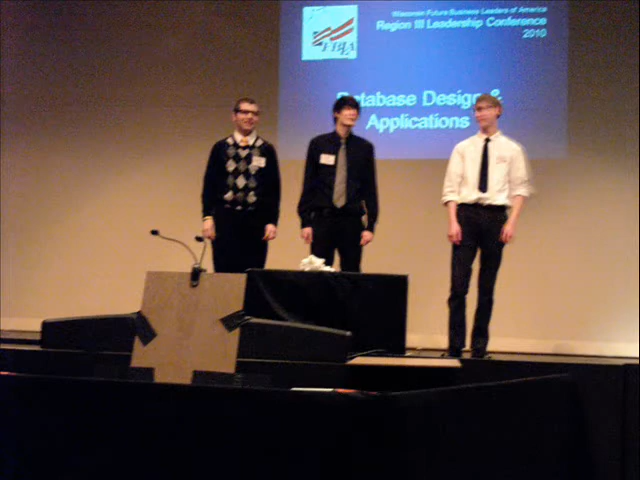 Wisconsin Future Business Leaders of America
Region III Leadership Conference
2010
FBLA
Database Design &
Applications